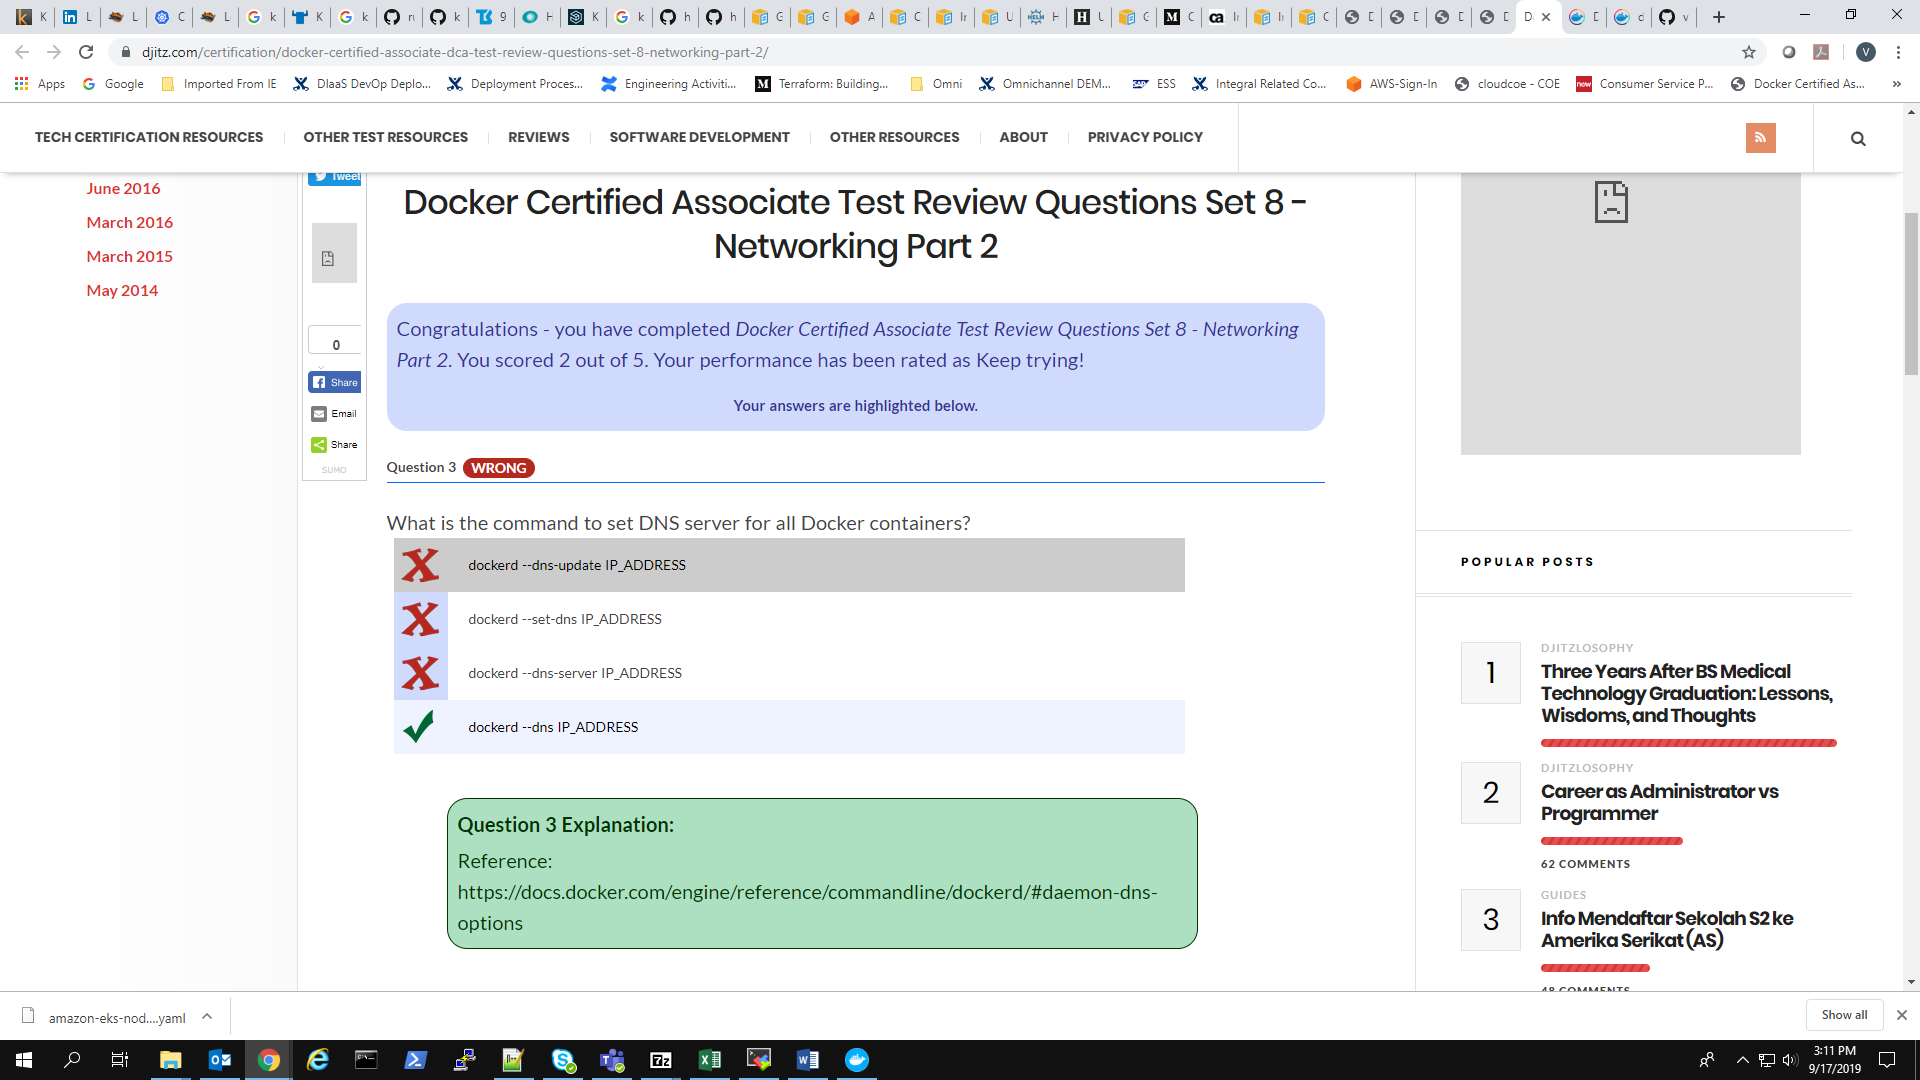 K
L
L
C
L
k
K
k
ru
k
9
H
K
k
h
h
G
G
A
C
Ir
U
H
U
G
C
Ir
Ir
C
D
D
D
D
D
D
d
v
djitz.com/certification/docker-certified-associate-dca-test-review-questions-set-8-networking-part-2/
V
Apps
Google
Imported From IE
DIaaS DevOp Deplo...
Deployment Proces...
Engineering Activiti...
Terraform: Building...
Omni
Omnichannel DEM...
ESS
Integral Related Co...
AWS-Sign-In
cloudcoe - COE
Consumer Service P...
Docker Certified As...
»
TECH CERTIFICATION RESOURCES
OTHER TEST RESOURCES
REVIEWS
SOFTWARE DEVELOPMENT
OTHER RESOURCES
ABOUT
PRIVACY POLICY
June 2016
March 2016
March 2015
May 2014
Tweet
0
Share
Email
Share
SUMO
Docker Certified Associate Test Review Questions Set 8 -
Networking Part 2
Congratulations - you have completed Docker Certified Associate Test Review Questions Set 8 - Networking
Part 2. You scored 2 out of 5. Your performance has been rated as Keep trying!
Your answers are highlighted below.
Question 3 WRONG
What is the command to set DNS server for all Docker containers?
dockerd --dns-update IP_ADDRESS
dockerd --set-dns IP_ADDRESS
dockerd --dns-server IP_ADDRESS
dockerd --dns IP_ADDRESS
Question 3 Explanation:
Reference:
https://docs.docker.com/engine/reference/commandline/dockerd/#daemon-dns-
options
POPULAR POSTS
1
DJITZLOSOPHY
Three Years After BS Medical
Technology Graduation: Lessons,
Wisdoms, and Thoughts
2
DJITZLOSOPHY
Career as Administrator vs
Programmer
62 COMMENTS
3
GUIDES
Info Mendaftar Sekolah S2 ke
Amerika Serikat (AS)
48 COMMENTS
amazon-eks-nod....yaml
Show all
3:11 PM
9/17/2019